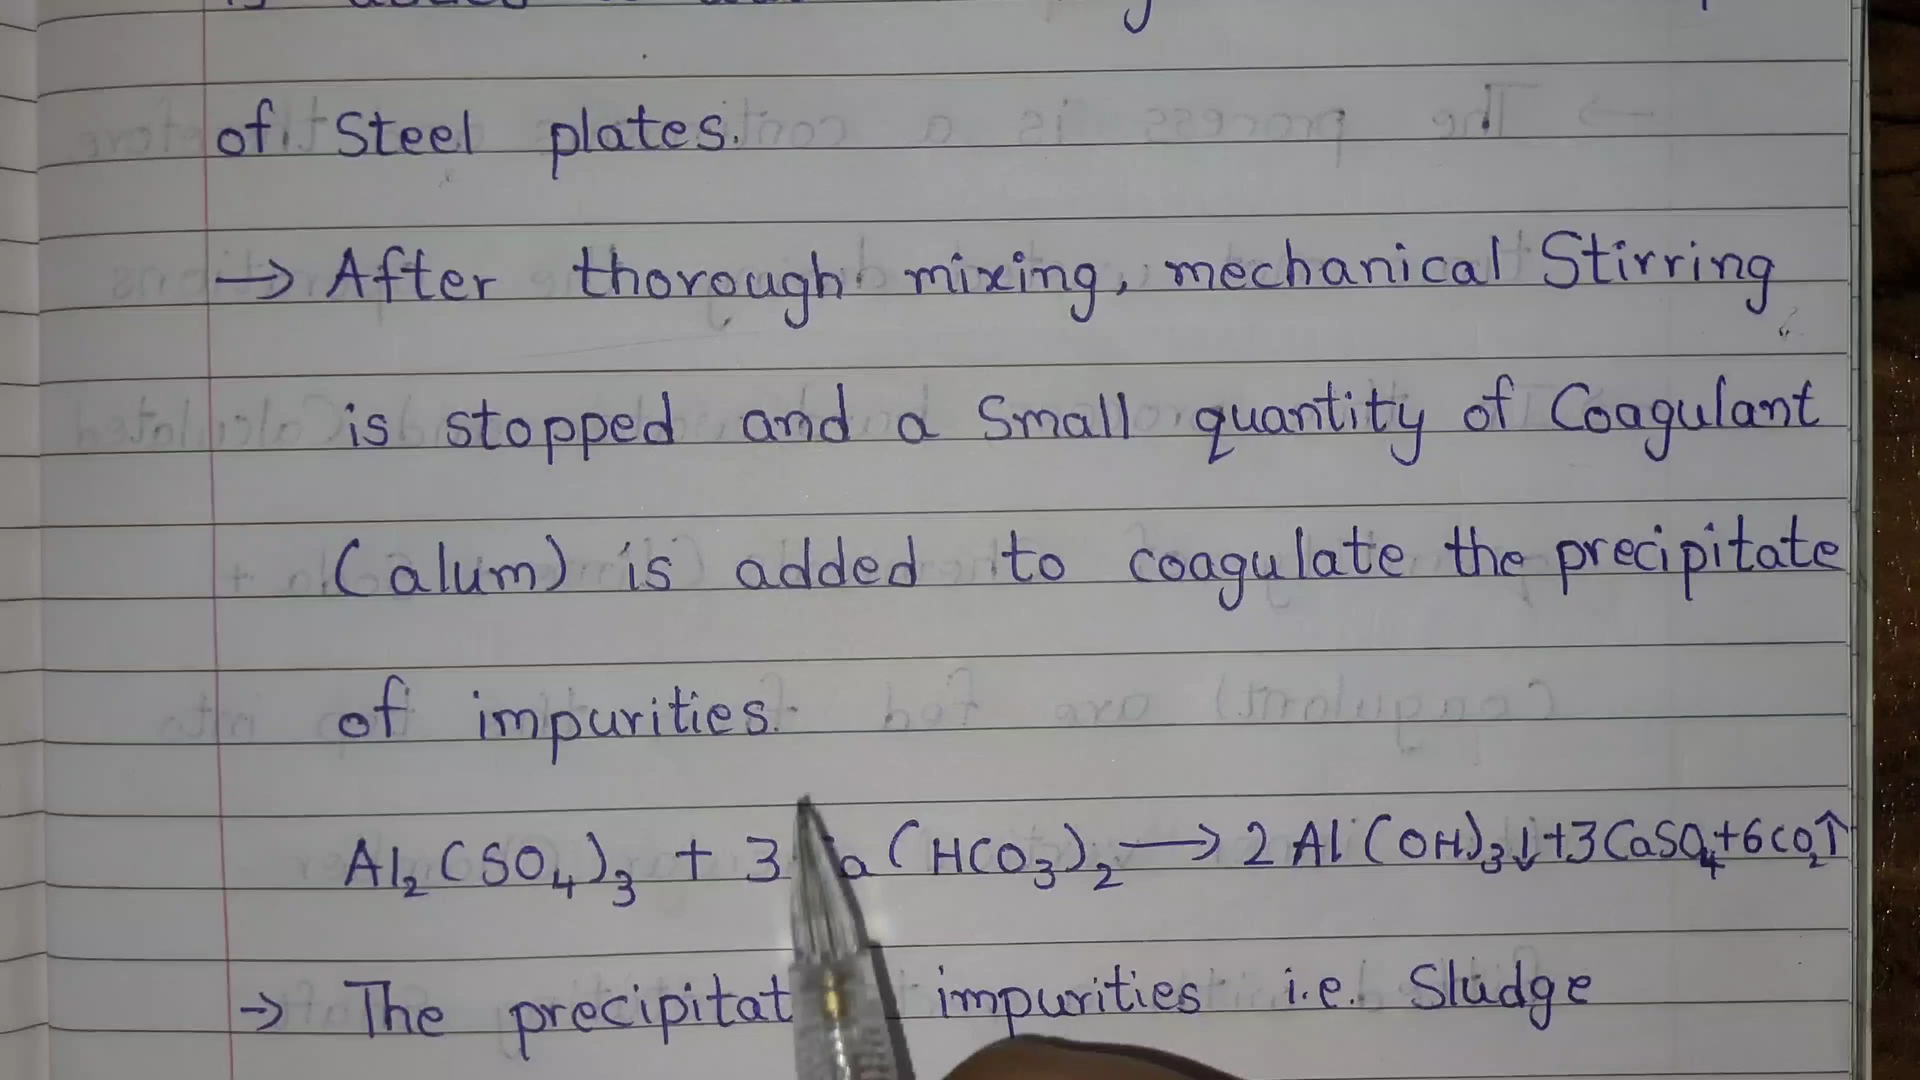 of Steel plates.
→ After thorough mixing, mechanical Stirring
is stopped and a Small quantity of Coagulant
(alum) is added to coagulate the precipitate
of impurities.
Al₂(SO₄)₃ + 3 a(HCO₃)₂ → 2Al(OH)₃↓+3CaSO₄+6CO₂↑
→ The precipitat impurities i.e. Sludge